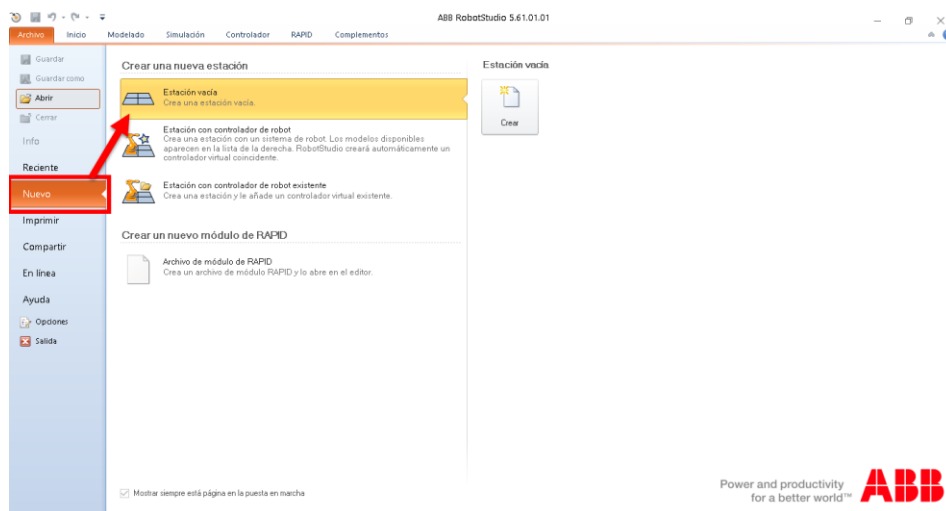 ABB RobotStudio 5.61.01.01
Archivo Inicio Modelado Simulación Controlador RAPID Complementos
Guardar
Guardar como
Abrir
Cerrar
Info
Reciente
Nuevo
Imprimir
Compartir
En línea
Ayuda
Opciones
Salida
Crear una nueva estación
Estación vacía
Crea una estación vacía.
Estación con controlador de robot
Crea una estación con un sistema de robot. Los modelos disponibles
aparecen en la lista de la derecha. RobotStudio creará automáticamente un
controlador virtual coincidente.
Estación con controlador de robot existente
Crea una estación y le añade un controlador virtual existente.
Crear un nuevo módulo de RAPID
Archivo de módulo de RAPID
Crea un archivo de módulo RAPID y lo abre en el editor.
Mostrar siempre está página en la puesta en marcha
Estación vacía
Crear
Power and productivity
for a better world™
ABB